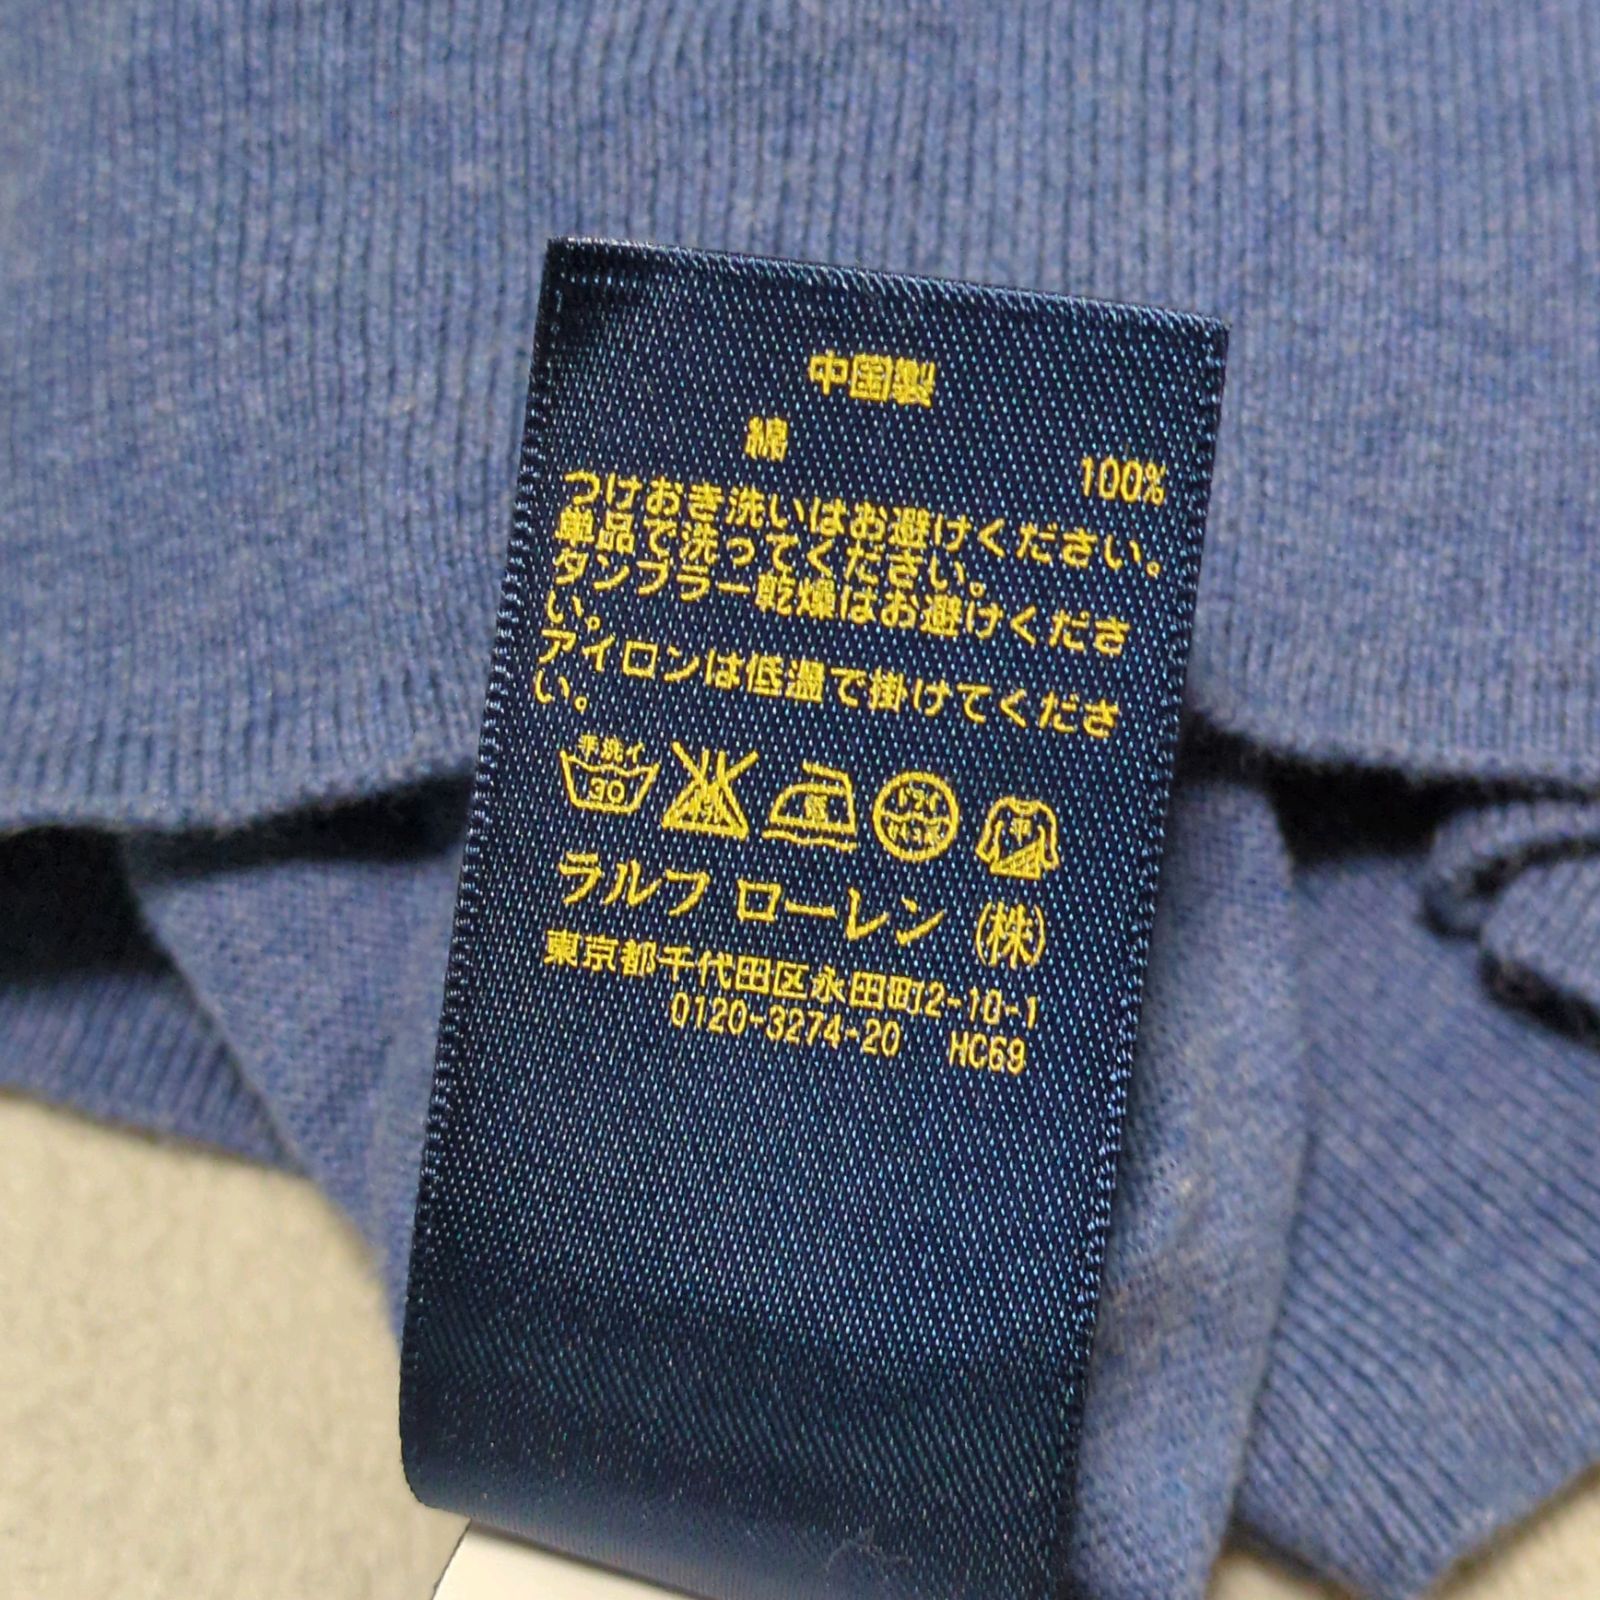 中国製
綿 100%
つけおき洗いはお避けください。
単品で洗ってください。
タンブラー乾燥はお避けくださ
い。
アイロンは低温で掛けてくださ
い。
手洗イ
30
低
平
ラルフ ローレン (株)
東京都千代田区永田町2-10-1
0120-3274-20 HC69